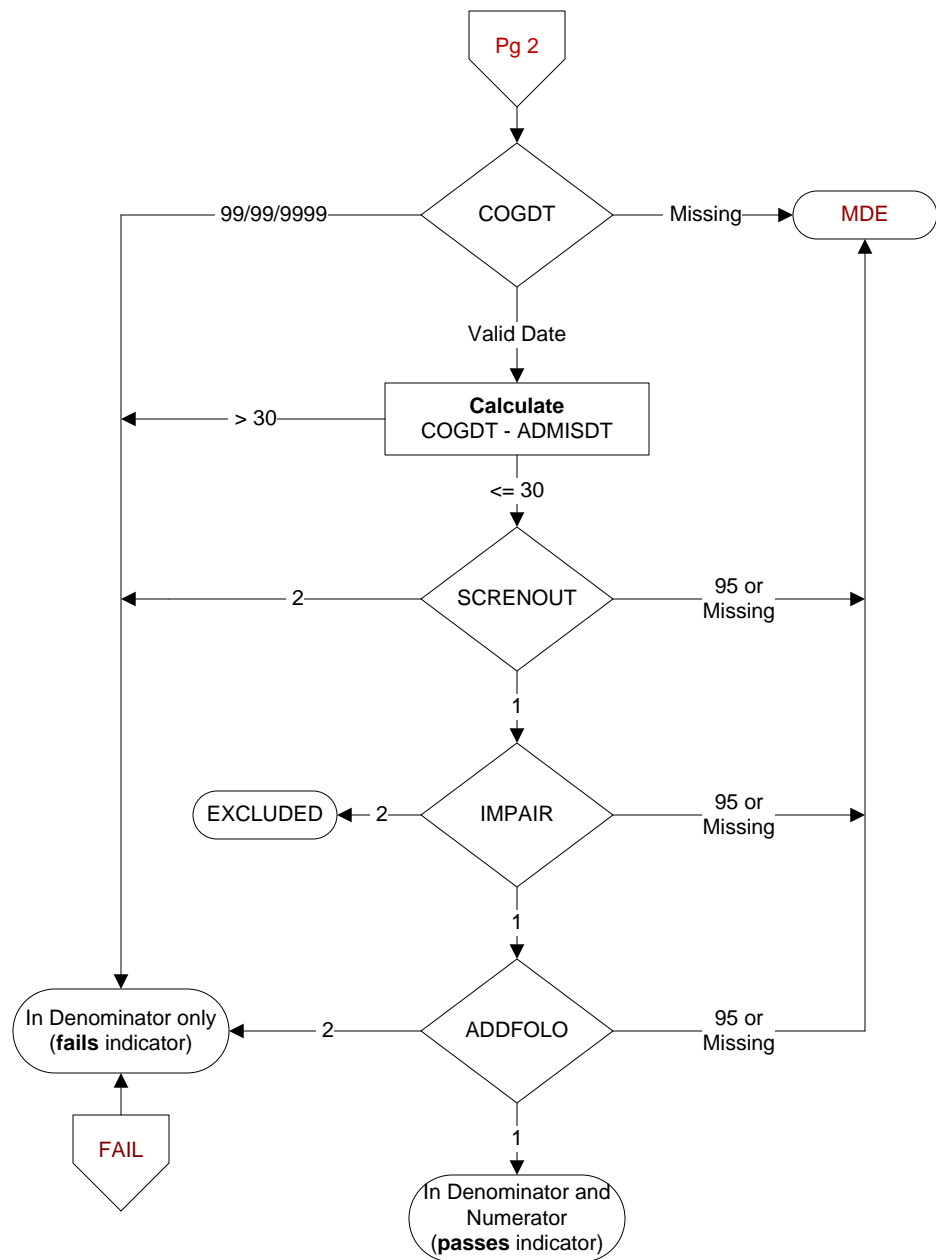 Pg 2
99/99/9999
COGDT
Missing
MDE
Valid Date
Calculate
COGDT - ADMISDT
> 30
<= 30
2
SCRENOUT
95 or
Missing
1
EXCLUDED
2
IMPAIR
95 or
Missing
1
In Denominator only
(fails indicator)
2
ADDFOLO
95 or
Missing
FAIL
1
In Denominator and
Numerator
(passes indicator)